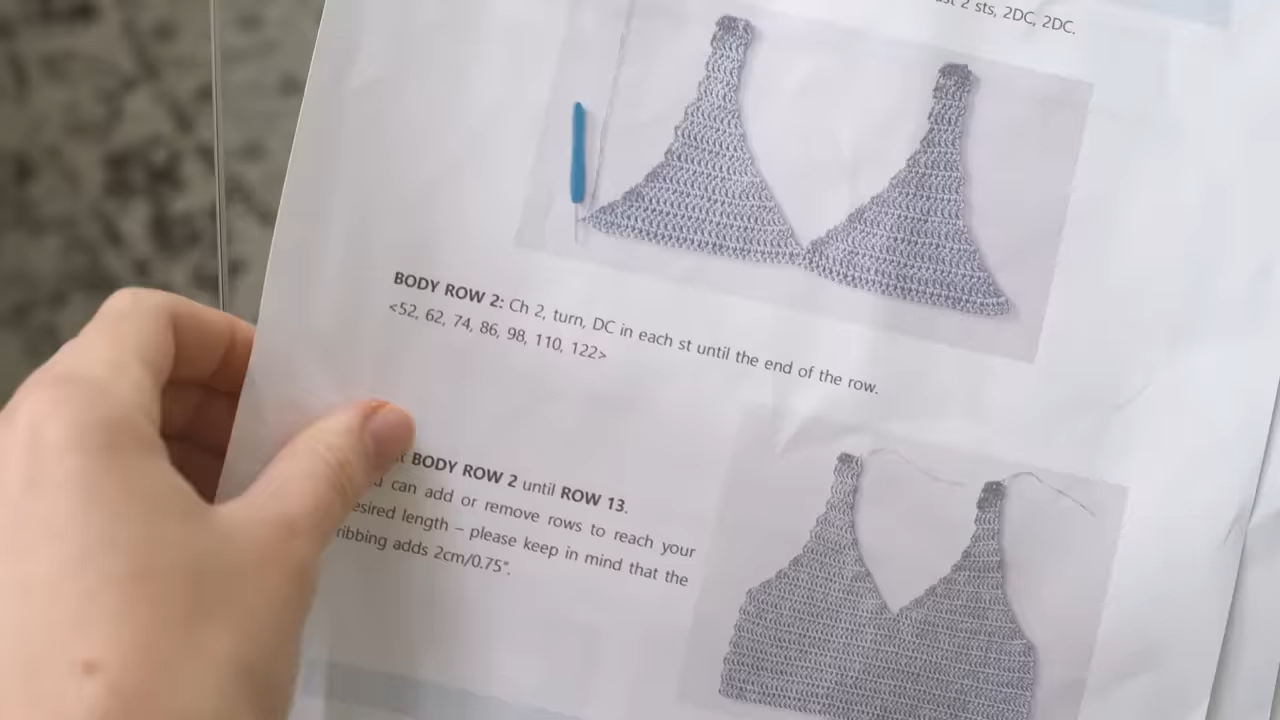 2 sts, 2DC, 2DC.
BODY ROW 2: Ch 2, turn, DC in each st until the end of the row.
<52, 62, 74, 86, 98, 110, 122>
BODY ROW 2 until ROW 13.
can add or remove rows to reach your
esired length – please keep in mind that the
ribbing adds 2cm/0.75".